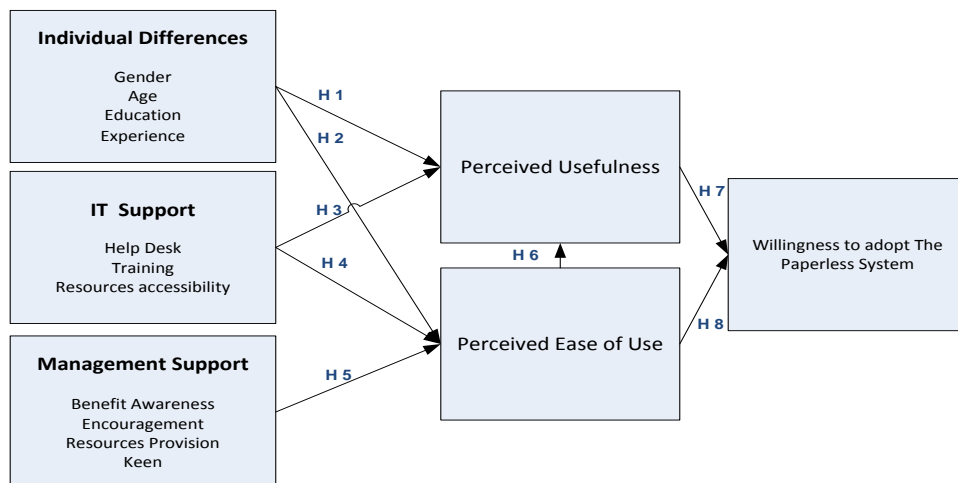 Individual Differences
Gender
Age
Education
Experience
IT Support
Help Desk
Training
Resources accessibility
Management Support
Benefit Awareness
Encouragement
Resources Provision
Keen
H 1
H 2
H 3
H 4
H 5
Perceived Usefulness
H 6
Perceived Ease of Use
H 7
H 8
Willingness to adopt The
Paperless System